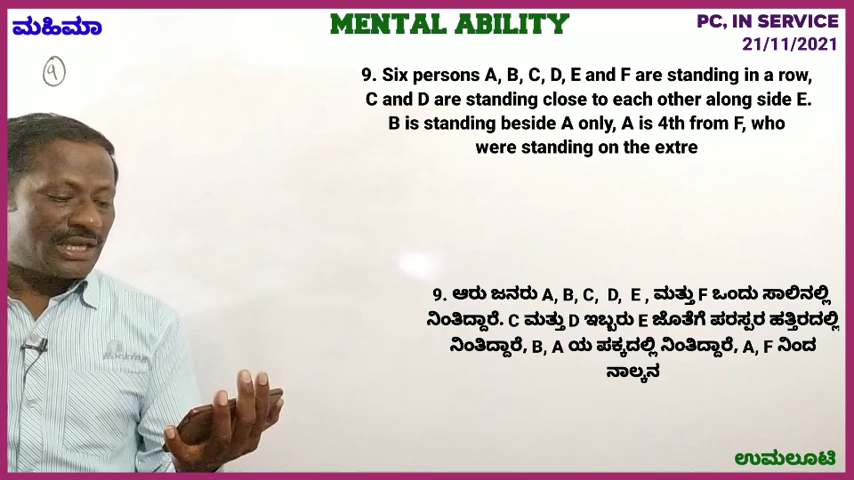 ಮಹಿಮಾ
MENTAL ABILITY
PC, IN SERVICE
21/11/2021
9
9. Six persons A, B, C, D, E and F are standing in a row,
C and D are standing close to each other along side E.
B is standing beside A only, A is 4th from F, who
were standing on the extre
9. ಆರು ಜನರು A, B, C, D, E , ಮತ್ತು F ಒಂದು ಸಾಲಿನಲ್ಲಿ
ನಿಂತಿದ್ದಾರೆ. C ಮತ್ತು D ಇಬ್ಬರು E ಜೊತೆಗೆ ಪರಸ್ಪರ ಹತ್ತಿರದಲ್ಲಿ
ನಿಂತಿದ್ದಾರೆ, B, A ಯ ಪಕ್ಕದಲ್ಲಿ ನಿಂತಿದ್ದಾರೆ, A, F ನಿಂದ
ನಾಲ್ಕನ
ಉಮಲೂಟಿ